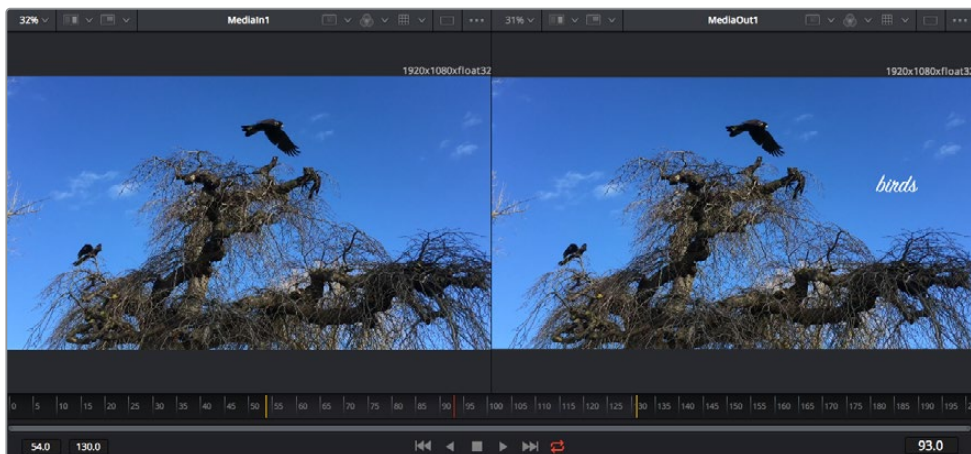 32% MediaIn1 31% MediaOut1
1920x1080xfloat32 1920x1080xfloat32
birds
0 5 10 15 20 25 30 35 40 45 50 55 60 65 70 75 80 85 90 95 100 105 110 115 120 125 30 135 140 145 150 155 160 165 170 175 180 185 190 195
54.0 130.0 93.0